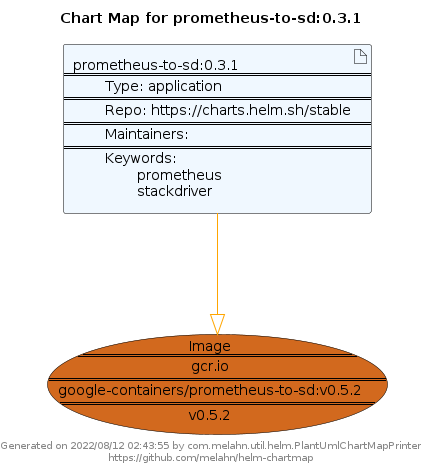 Chart Map for prometheus-to-sd:0.3.1
prometheus-to-sd:0.3.1
Type: application
Repo: https://charts.helm.sh/stable
Maintainers:
Keywords:
prometheus
stackdriver
Image
gcr.io
google-containers/prometheus-to-sd:v0.5.2
v0.5.2
Generated on 2022/08/12 02:43:55 by com.melahn.util.helm.PlantUmlChartMapPrinter
https://github.com/melahn/helm-chartmap